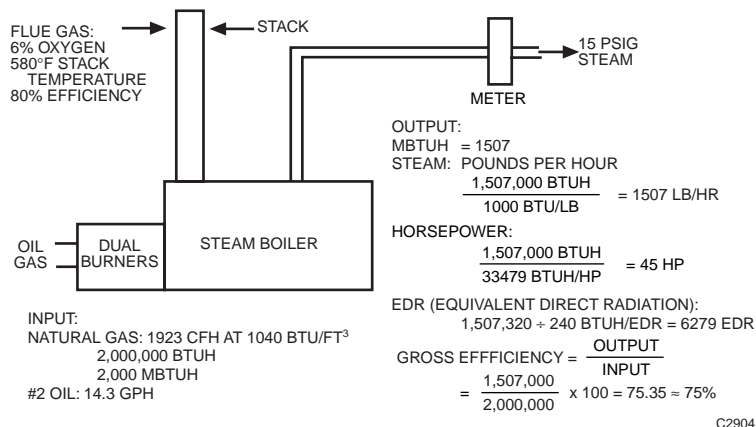 FLUE GAS:
6% OXYGEN
580°F STACK
TEMPERATURE
80% EFFICIENCY
STACK
15 PSIG
STEAM
METER
OIL
GAS
DUAL
BURNERS
STEAM BOILER
INPUT:
NATURAL GAS: 1923 CFH AT 1040 BTU/FT³
2,000,000 BTUH
2,000 MBTUH
#2 OIL: 14.3 GPH
OUTPUT:
MBTUH = 1507
STEAM: POUNDS PER HOUR
1,507,000 BTUH
1000 BTU/LB
= 1507 LB/HR
HORSEPOWER:
1,507,000 BTUH
33479 BTUH/HP
= 45 HP
EDR (EQUIVALENT DIRECT RADIATION):
1,507,320 ÷ 240 BTUH/EDR = 6279 EDR
GROSS EFFFICIENCY =
OUTPUT
INPUT
=
1,507,000
2,000,000
x 100 = 75.35 ≈ 75%
C2904